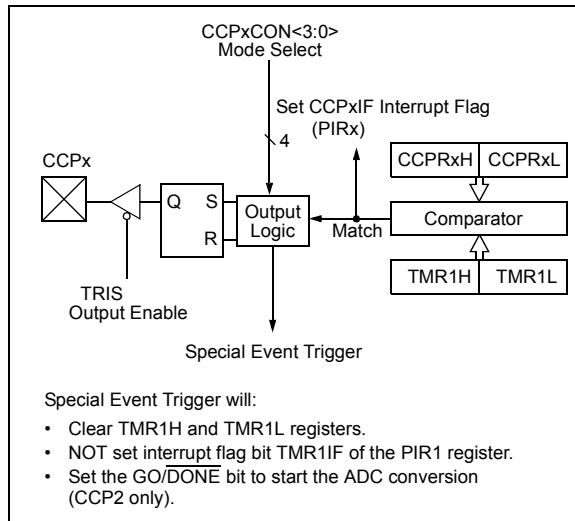 CCPxCON<3:0>
Mode Select
Set CCPxIF Interrupt Flag
(PIRx)
4
CCPx
CCPRxH CCPRxL
Q S
R
Output
Logic
Match
Comparator
TMR1H TMR1L
TRIS
Output Enable
Special Event Trigger
Special Event Trigger will:
• Clear TMR1H and TMR1L registers.
• NOT set interrupt flag bit TMR1IF of the PIR1 register.
• Set the GO/DONE bit to start the ADC conversion
(CCP2 only).